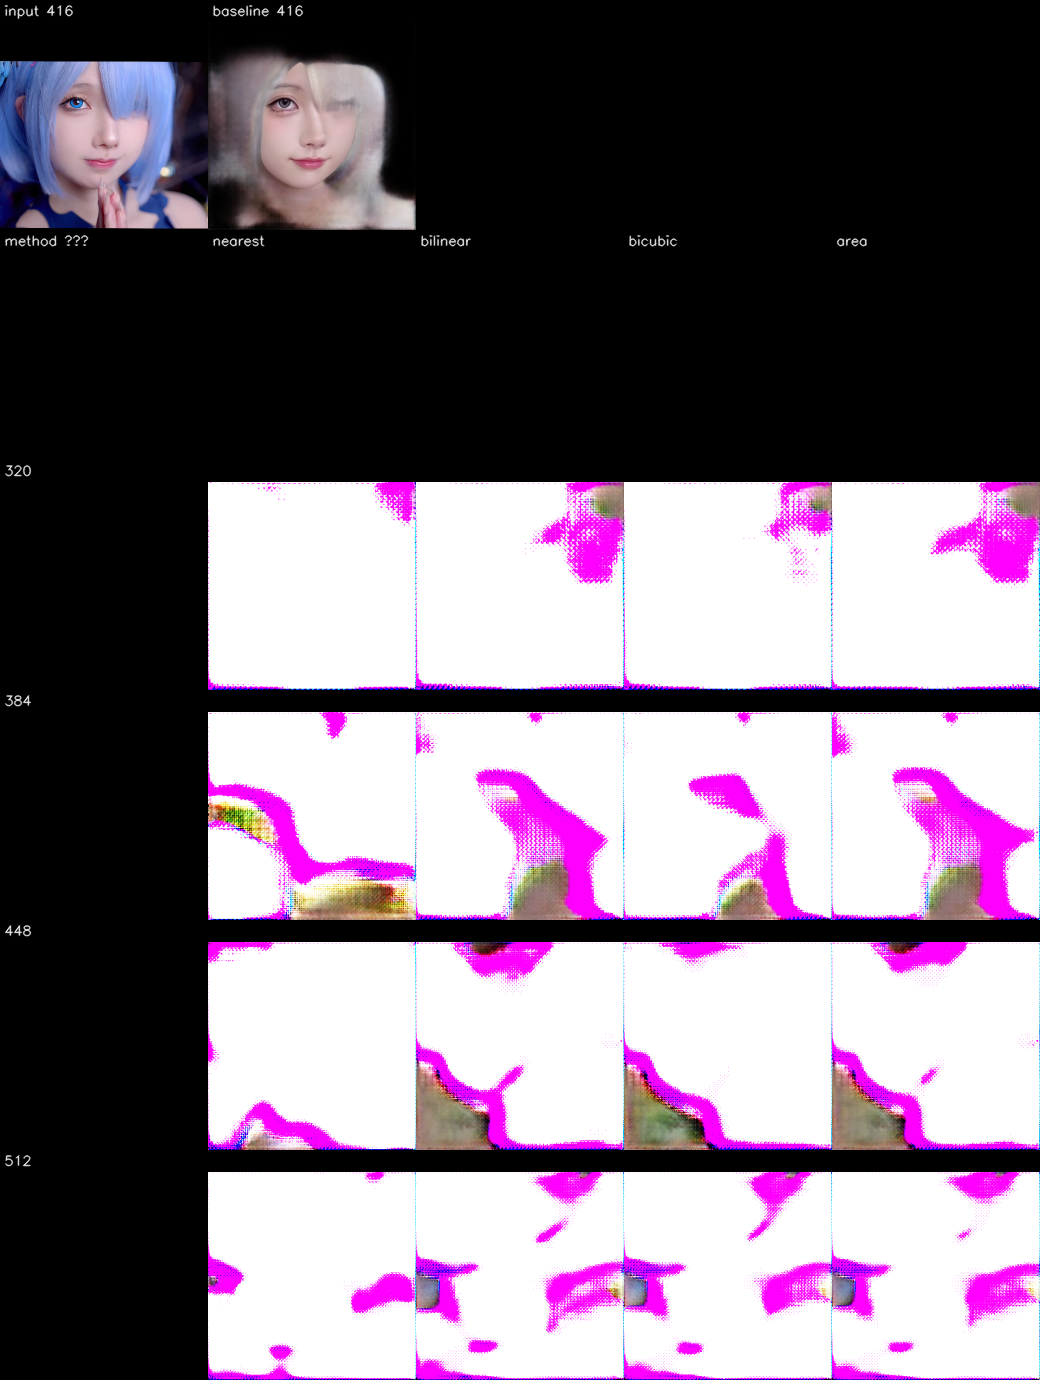 input 416
baseline 416
method ???
nearest
bilinear
bicubic
area
320
384
448
512